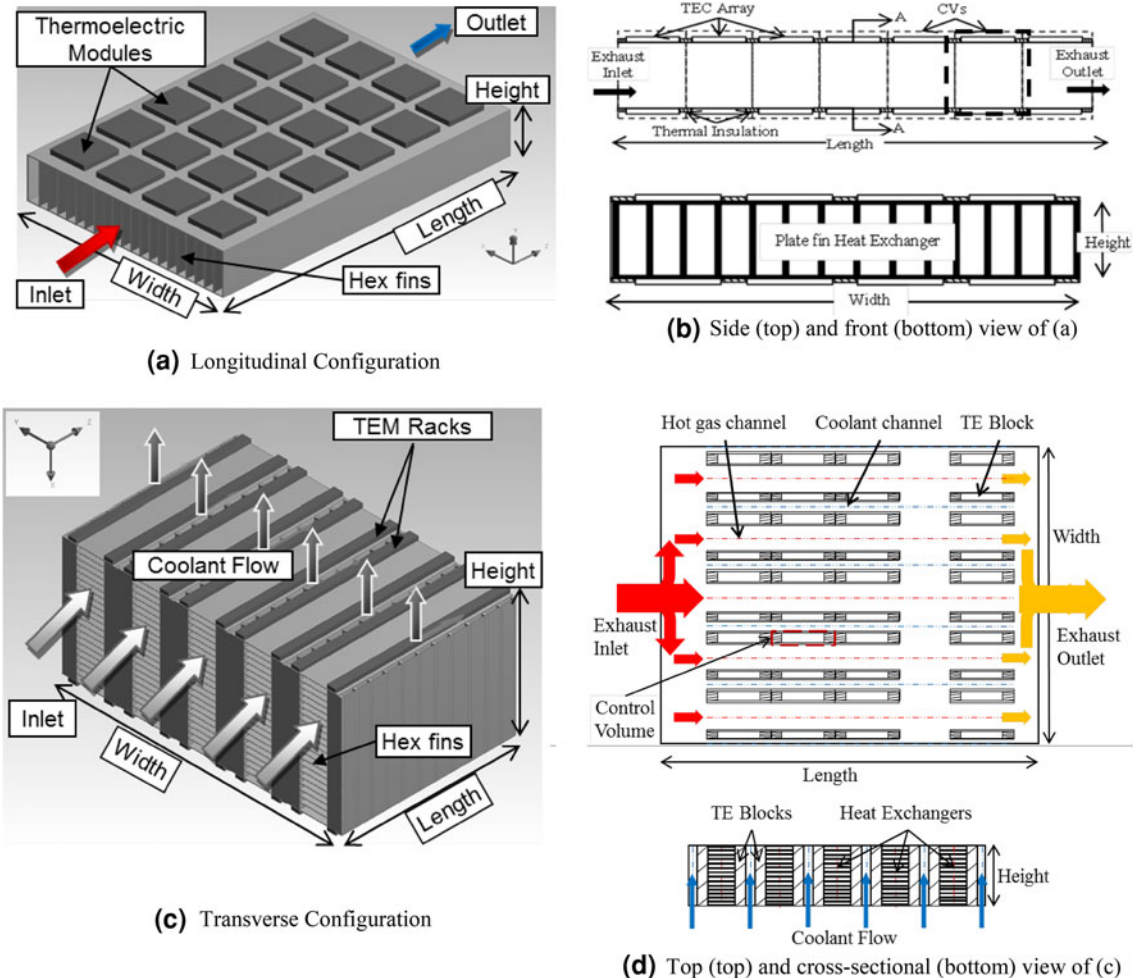 Thermoelectric
Modules
Outlet
Height
Length
Hex fins
Width
Inlet
(a) Longitudinal Configuration
TEC Array
A
CVs
Exhaust
Inlet
Exhaust
Outlet
Thermal Insulation
A
Length
Plate fin Heat Exchanger
Height
Width
(b) Side (top) and front (bottom) view of (a)
TEM Racks
Coolant Flow
Height
Inlet
Hex fins
Width
Length
(c) Transverse Configuration
Hot gas channel
Coolant channel
TE Block
Width
Exhaust
Inlet
Exhaust
Outlet
Control
Volume
Length
TE Blocks
Heat Exchangers
Height
Coolant Flow
(d) Top (top) and cross-sectional (bottom) view of (c)